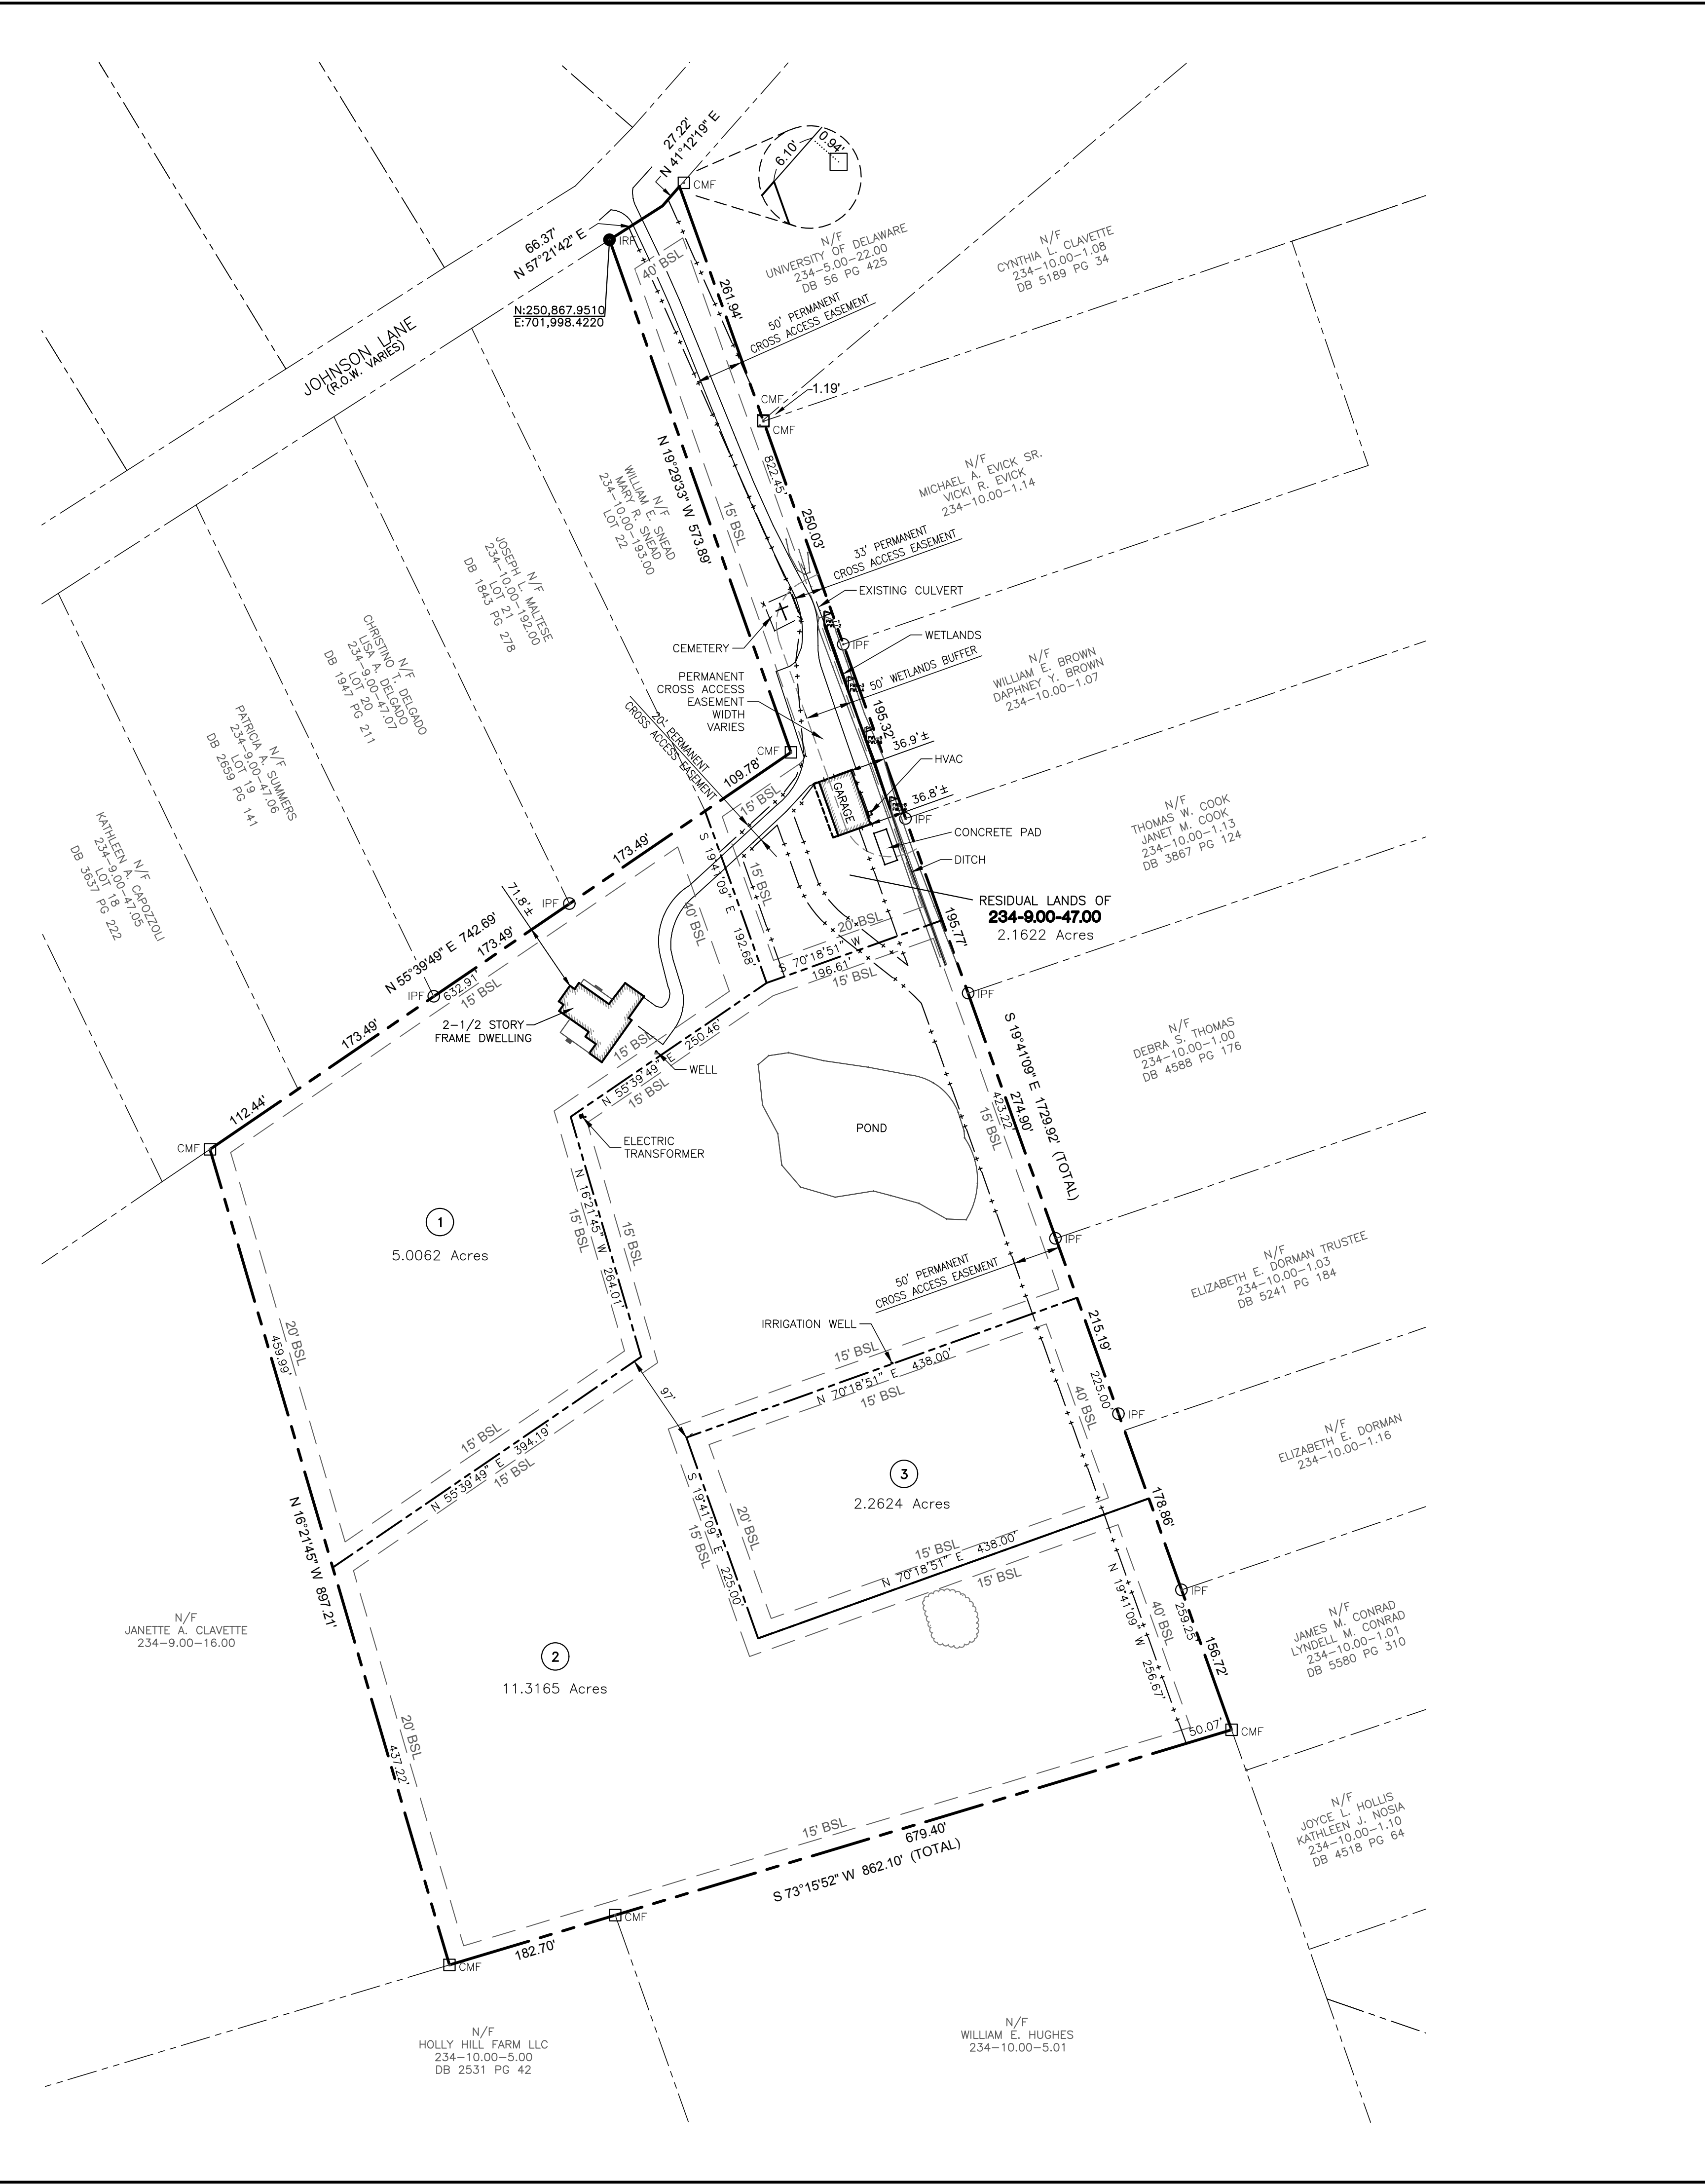 27.22'
N 41°12'19" E
6.10'
0.94'
CMF
66.37'
N 57°21'42" E
IRF
40' BSL
N:250,867.9510
E:701,998.4220
N/F
UNIVERSITY OF DELAWARE
234-5.00-22.00
DB 56 PG 425
N/F
CYNTHIA L. CLAVETTE
234-10.00-1.08
DB 5189 PG 34
261.94'
50' PERMANENT
CROSS ACCESS EASEMENT
JOHNSON LANE
(R.O.W. VARIES)
1.19'
CMF
CMF
822.45'
N 19°29'33" W 573.89'
15' BSL
250.03'
N/F
MICHAEL A. EVICK SR.
VICKI R. EVICK
234-10.00-1.14
33' PERMANENT
CROSS ACCESS EASEMENT
N/F
WILLIAM E. SNEAD
MARY R. SNEAD
234-10.00-193.00
LOT 22
N/F
JOSEPH L. MALTESE
234-10.00-192.00
LOT 21
DB 1843 PG 278
N/F
CHRISTINO T. DELGADO
LISA A. DELGADO
234-9.00-47.07
LOT 20
DB 1947 PG 211
N/F
PATRICIA A. SUMMERS
234-9.00-47.06
LOT 19
DB 2659 PG 141
N/F
KATHLEEN A. CAPOZZOLI
234-9.00-47.05
LOT 18
DB 3637 PG 222
EXISTING CULVERT
WETLANDS
IPF
50' WETLANDS BUFFER
CEMETERY
PERMANENT
CROSS ACCESS
EASEMENT
WIDTH
VARIES
20' PERMANENT
CROSS ACCESS EASEMENT
N/F
WILLIAM E. BROWN
DAPHNEY Y. BROWN
234-10.00-1.07
195.32'
36.9'±
CMF
109.78'
15' BSL
HVAC
GARAGE
36.8'±
IPF
CONCRETE PAD
DITCH
N/F
THOMAS W. COOK
JANET M. COOK
234-10.00-1.13
DB 3867 PG 124
173.49'
S 19°41'09" E 192.68'
15' BSL
40' BSL
RESIDUAL LANDS OF
234-9.00-47.00
2.1622 Acres
195.77'
20' BSL
S 70°18'51" W
196.61'
15' BSL
71.8'±
IPF
N 55°39'49" E 742.69'
173.49'
IPF
632.91'
15' BSL
173.49'
2-1/2 STORY
FRAME DWELLING
15' BSL
N 55°39'49" E 250.46'
15' BSL
WELL
IPF
N/F
DEBRA S. THOMAS
234-10.00-1.00
DB 4588 PG 176
S 19°41'09" E 1729.92' (TOTAL)
274.90'
423.22'
15' BSL
112.44'
CMF
ELECTRIC
TRANSFORMER
POND
N 16°21'45" W 264.01'
15' BSL
15' BSL
1
5.0062 Acres
IPF
50' PERMANENT
CROSS ACCESS EASEMENT
N/F
ELIZABETH E. DORMAN TRUSTEE
234-10.00-1.03
DB 5241 PG 184
20' BSL
459.99'
IRRIGATION WELL
15' BSL
N 70°18'51" E 438.00'
15' BSL
215.19'
225.00'
97'
40' BSL
IPF
15' BSL
N 55°39'49" E 394.19'
15' BSL
N/F
ELIZABETH E. DORMAN
234-10.00-1.16
3
2.2624 Acres
S 19°41'09" E 225.00'
15' BSL
20' BSL
178.86'
15' BSL
N 70°18'51" E 438.00'
15' BSL
N 16°21'45" W 897.21'
IPF
N 19°41'09" W 256.67'
40' BSL
259.25'
156.72'
N/F
JAMES M. CONRAD
LYNDELL M. CONRAD
234-10.00-1.01
DB 5580 PG 310
N/F
JANETTE A. CLAVETTE
234-9.00-16.00
2
11.3165 Acres
20' BSL
437.22'
50.07'
CMF
15' BSL
679.40'
S 73°15'52" W 862.10' (TOTAL)
N/F
JOYCE L. HOLLIS
KATHLEEN J. NOSIA
234-10.00-1.10
DB 4518 PG 64
CMF
182.70'
CMF
N/F
HOLLY HILL FARM LLC
234-10.00-5.00
DB 2531 PG 42
N/F
WILLIAM E. HUGHES
234-10.00-5.01